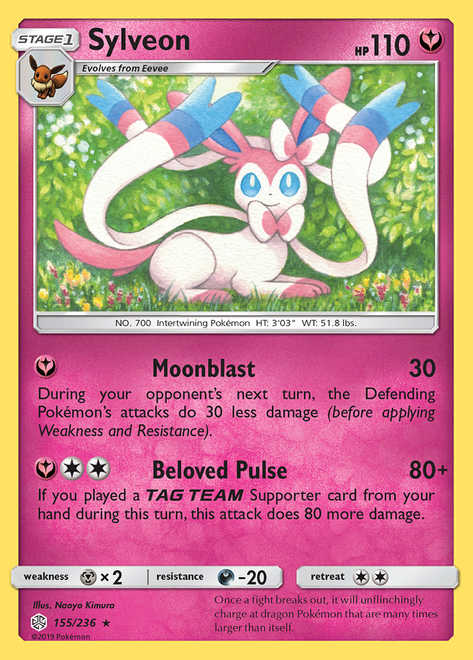 STAGE 1
Sylveon
HP 110
Evolves from Eevee
NO. 700 Intertwining Pokémon HT: 3'03" WT: 51.8 lbs.
Moonblast 30
During your opponent's next turn, the Defending
Pokémon's attacks do 30 less damage (before applying
Weakness and Resistance).
Beloved Pulse 80+
If you played a TAG TEAM Supporter card from your
hand during this turn, this attack does 80 more damage.
weakness ×2 resistance -20 retreat
Illus. Naoyo Kimura
155/236 ★
©2019 Pokémon
Once a fight breaks out, it will unflinchingly
charge at dragon Pokémon that are many times
larger than itself.